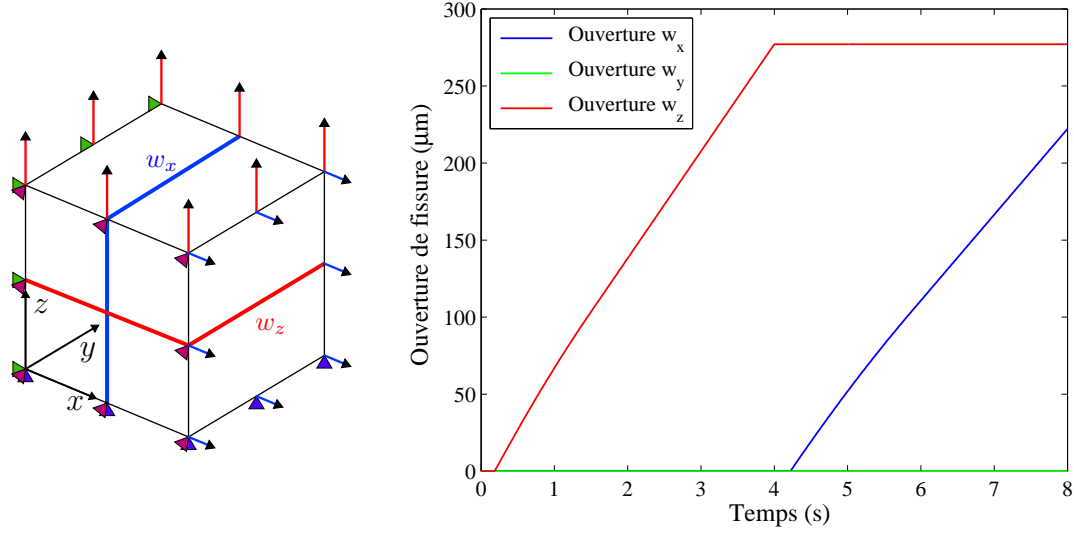 w_x
z
y
x
w_z
Ouverture de fissure (µm)
300
250
200
150
100
50
0
Ouverture w_x
Ouverture w_y
Ouverture w_z
0 1 2 3 4 5 6 7 8
Temps (s)